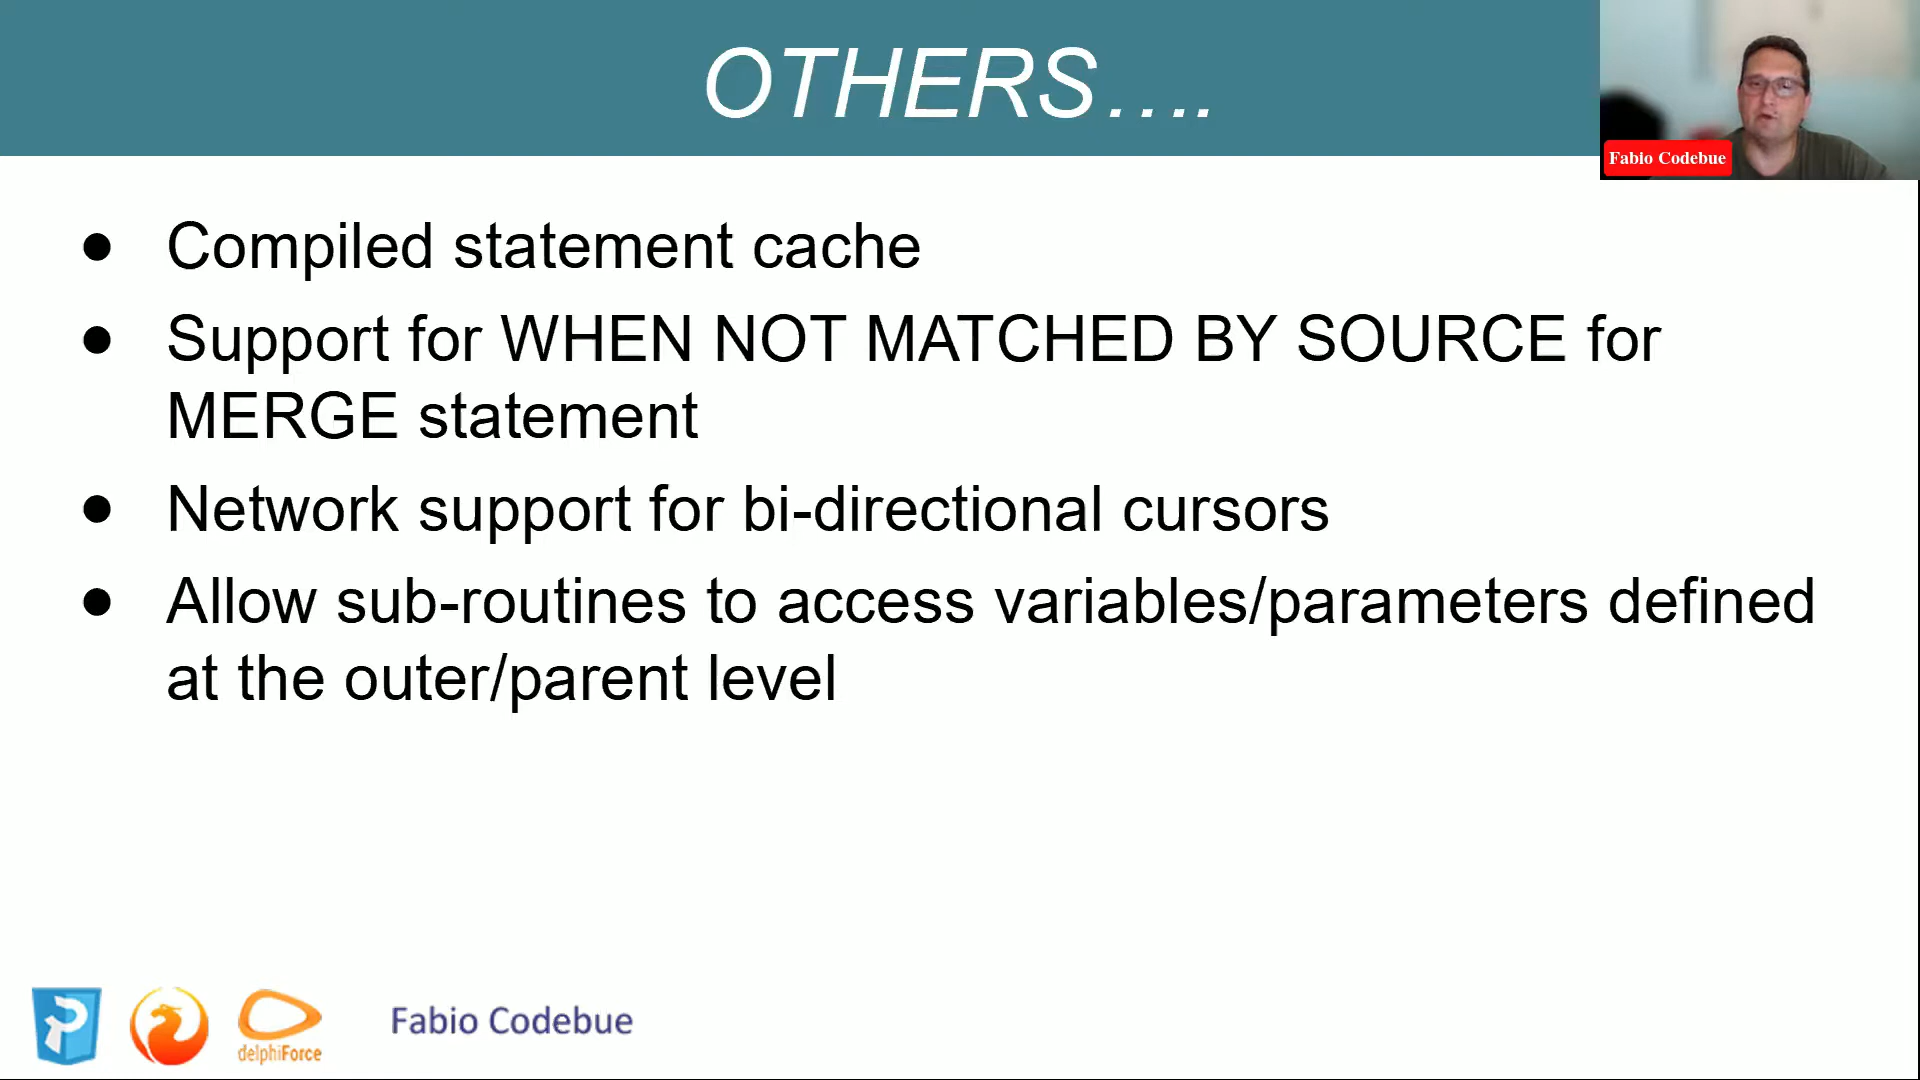 OTHERS….
Fabio Codebue
● Compiled statement cache
● Support for WHEN NOT MATCHED BY SOURCE for
MERGE statement
● Network support for bi-directional cursors
● Allow sub-routines to access variables/parameters defined
at the outer/parent level
delphiForce
Fabio Codebue